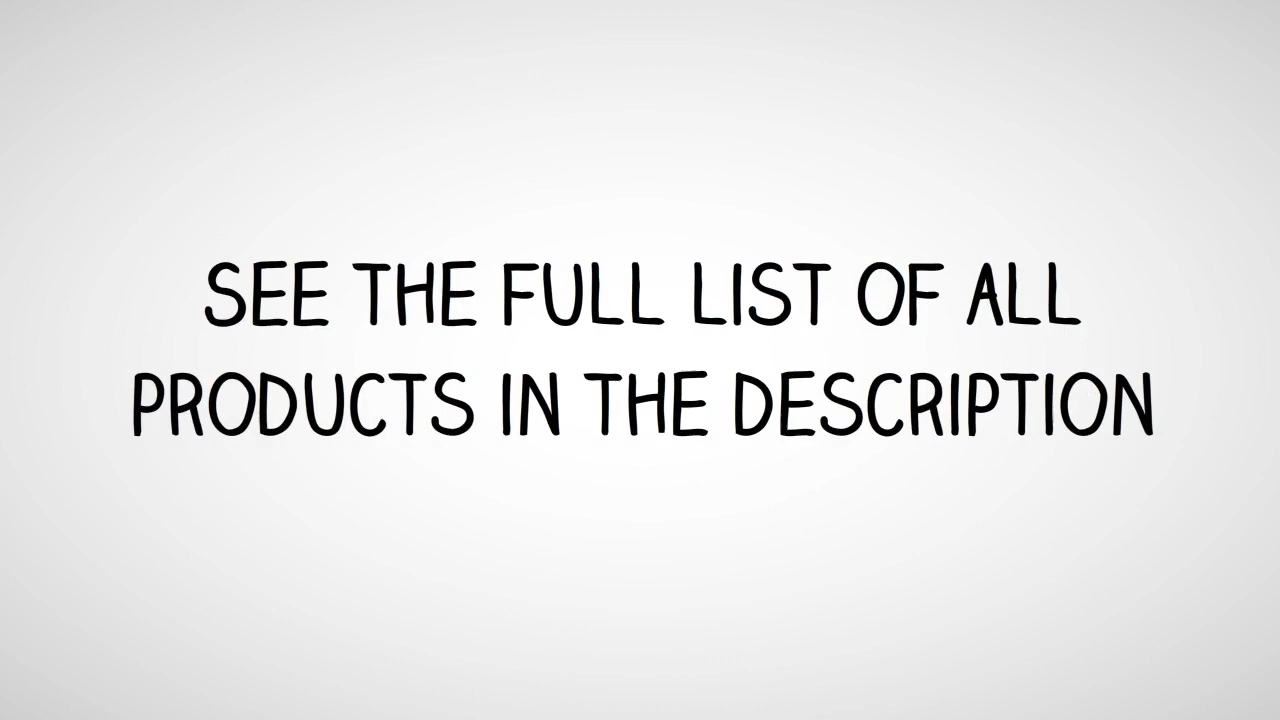 SEE THE FULL LIST OF ALL
PRODUCTS IN THE DESCRIPTION